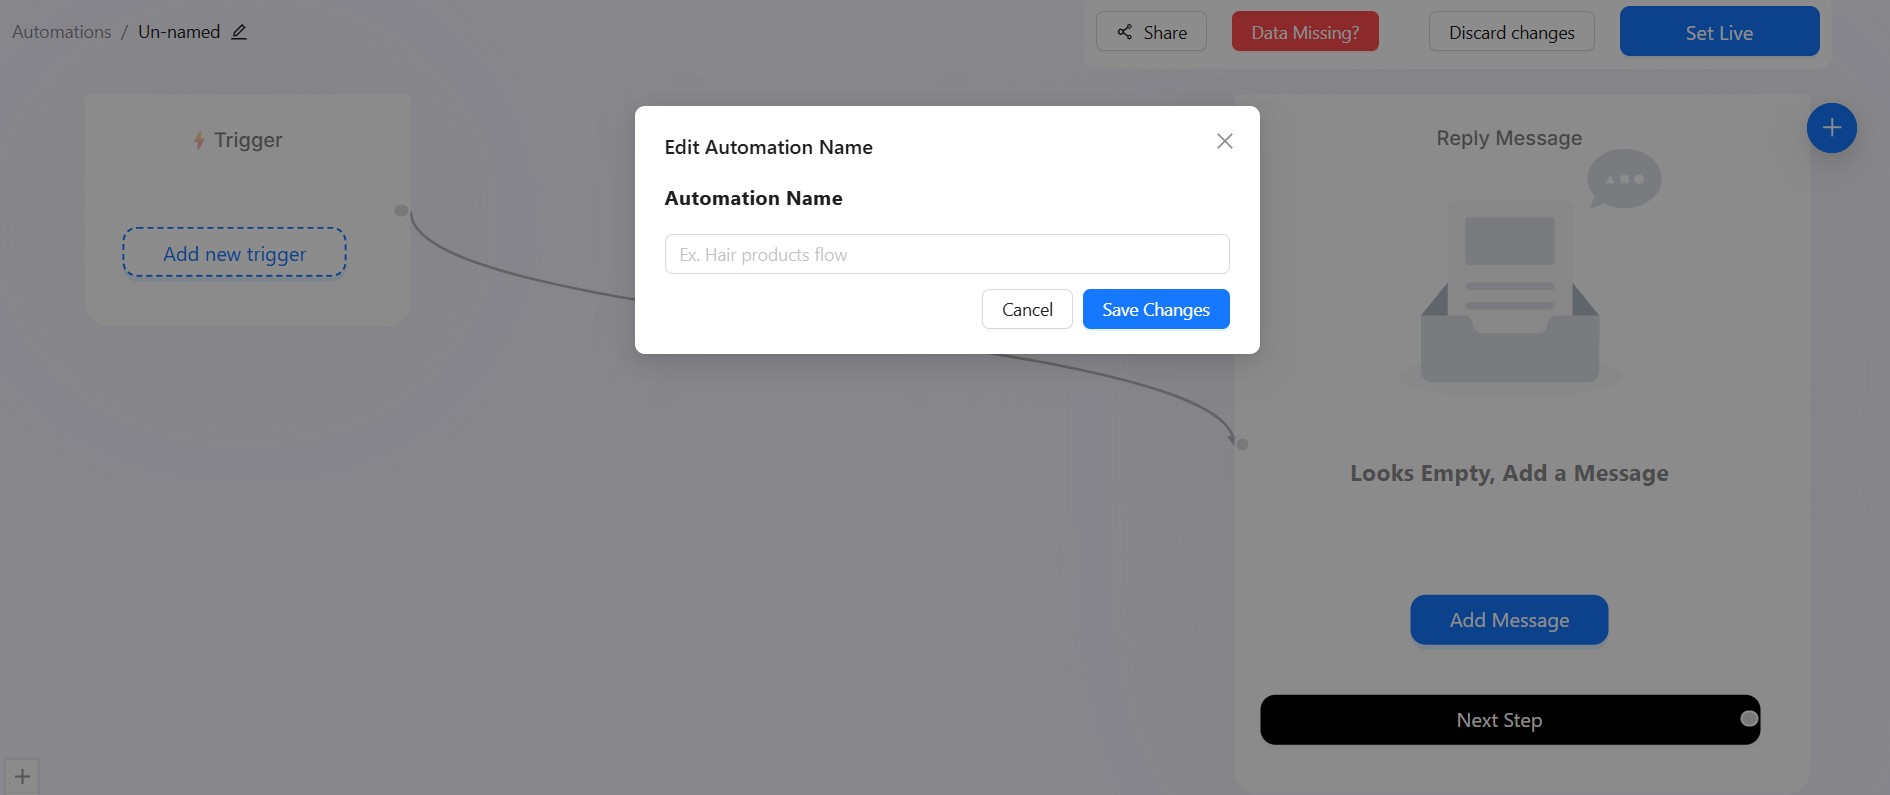 Automations / Un-named
Share
Data Missing?
Discard changes
Set Live
Trigger
Add new trigger
Edit Automation Name
Automation Name
Ex. Hair products flow
Cancel
Save Changes
Reply Message
Looks Empty, Add a Message
Add Message
Next Step